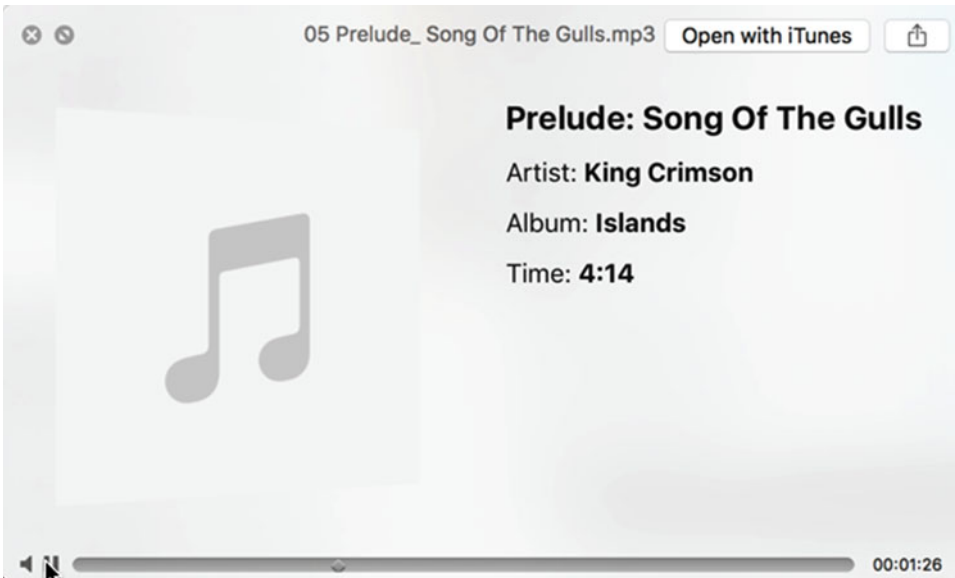 05 Prelude_ Song Of The Gulls.mp3 Open with iTunes
Prelude: Song Of The Gulls
Artist: King Crimson
Album: Islands
Time: 4:14
00:01:26